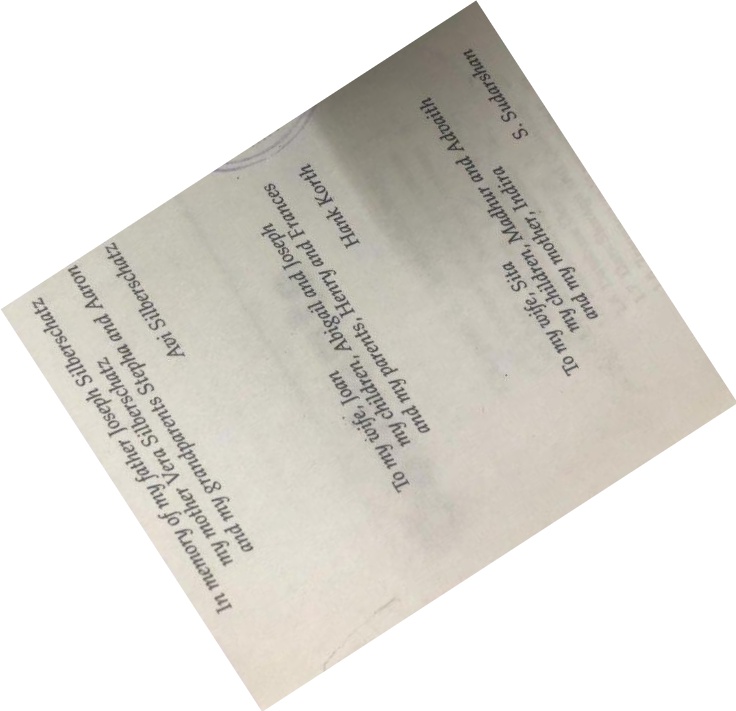 In memory of my father Joseph Silberschatz
my mother Vera Silberschatz
and my grandparents Stepha and Aaron
Avi Silberschatz
To my wife, Joan
my children, Abigail and Joseph
and my parents, Henry and Frances
Hank Korth
To my wife, Sita
my children, Madhur and Advaith
and my mother, Indira
S. Sudarshan